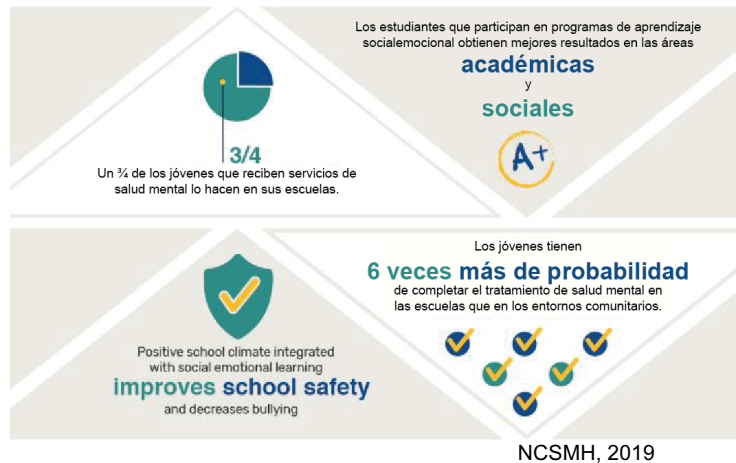 Los estudiantes que participan en programas de aprendizaje
socialemocional obtienen mejores resultados en las áreas
académicas
y
sociales
A+
3/4
Un ¾ de los jóvenes que reciben servicios de
salud mental lo hacen en sus escuelas.
Los jóvenes tienen
6 veces más de probabilidad
de completar el tratamiento de salud mental en
las escuelas que en los entornos comunitarios.
Positive school climate integrated
with social emotional learning
improves school safety
and decreases bullying
NCSMH, 2019